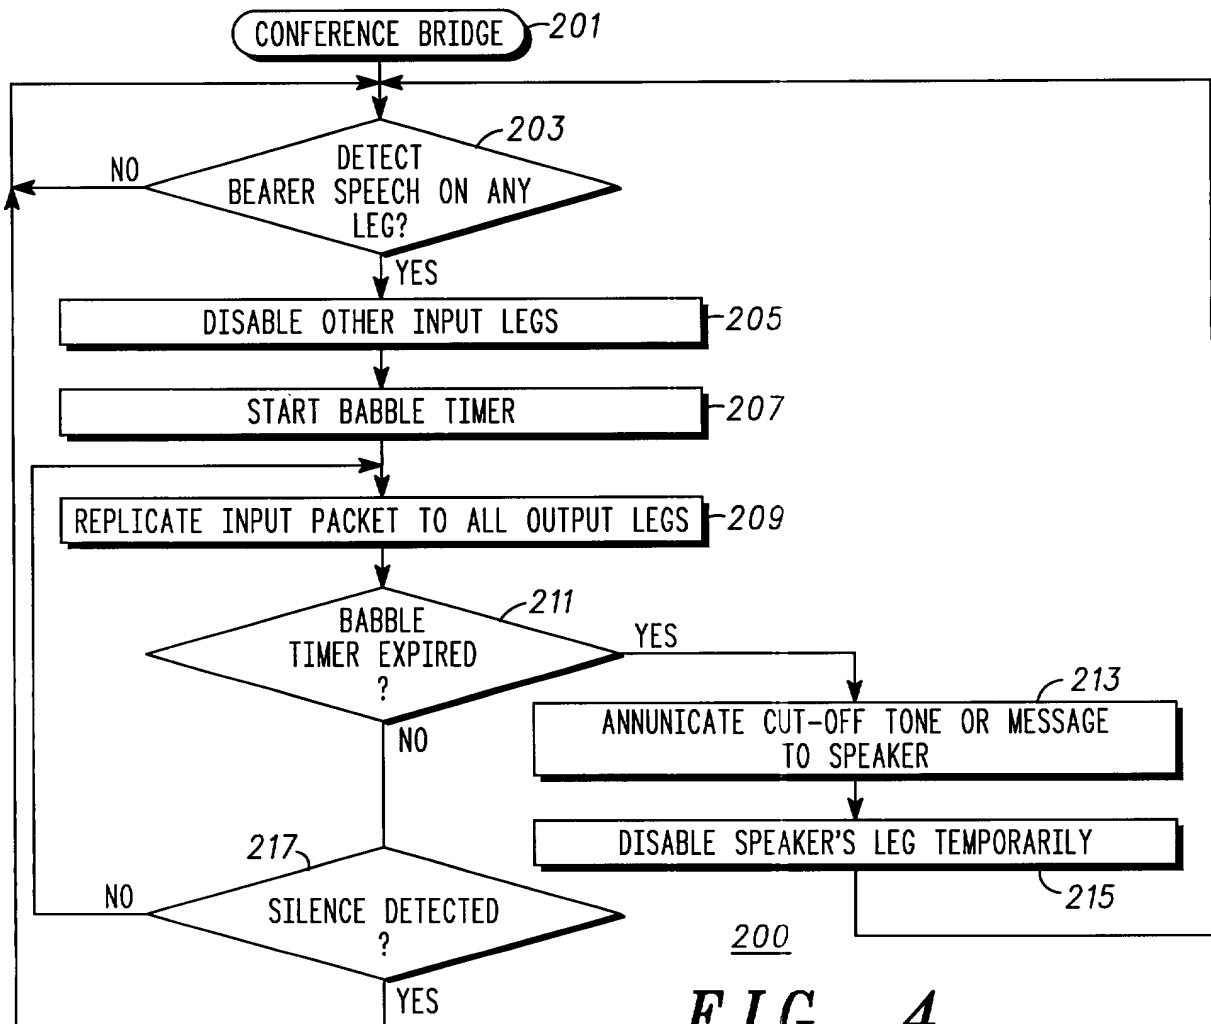 CONFERENCE BRIDGE
201
203
DETECT
BEARER SPEECH ON ANY
LEG?
NO
YES
DISABLE OTHER INPUT LEGS
205
START BABBLE TIMER
207
REPLICATE INPUT PACKET TO ALL OUTPUT LEGS
209
211
BABBLE
TIMER EXPIRED
?
YES
NO
213
ANNUNICATE CUT-OFF TONE OR MESSAGE
TO SPEAKER
DISABLE SPEAKER'S LEG TEMPORARILY
215
217
SILENCE DETECTED
?
NO
YES
200
FIG. 4